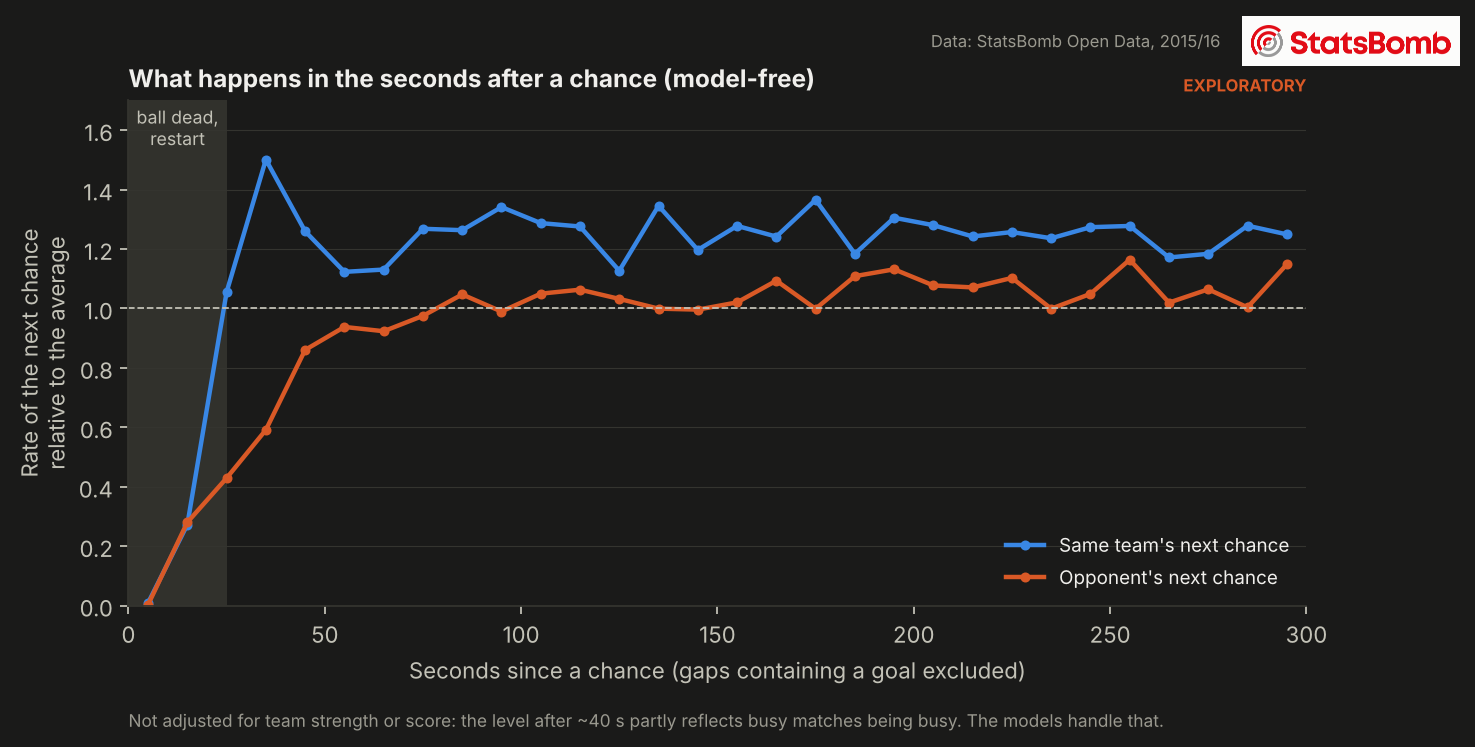 Data: StatsBomb Open Data, 2015/16
StatsBomb
What happens in the seconds after a chance (model-free)
EXPLORATORY
ball dead,
restart
Rate of the next chance
relative to the average
1.6
1.4
1.2
1.0
0.8
0.6
0.4
0.2
0.0
Same team's next chance
Opponent's next chance
0
50
100
150
200
250
300
Seconds since a chance (gaps containing a goal excluded)
Not adjusted for team strength or score: the level after ~40 s partly reflects busy matches being busy. The models handle that.